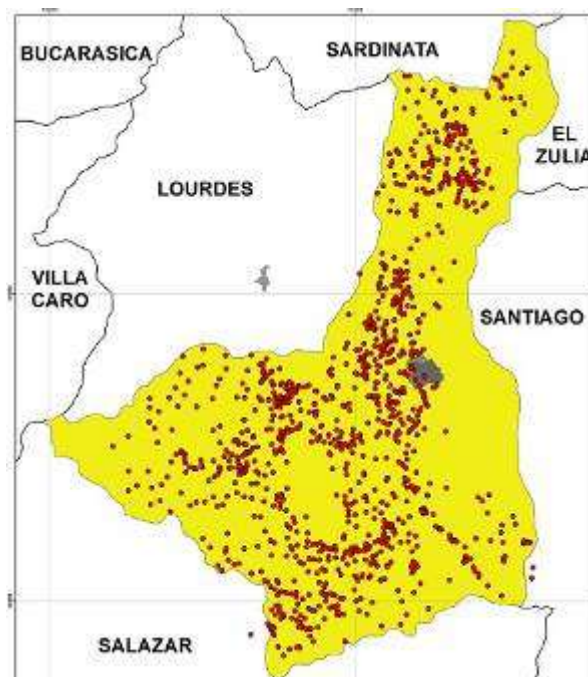 BUCARASICA
SARDINATA
EL
ZULIA
LOURDES
VILLA
CARO
SANTIAGO
SALAZAR